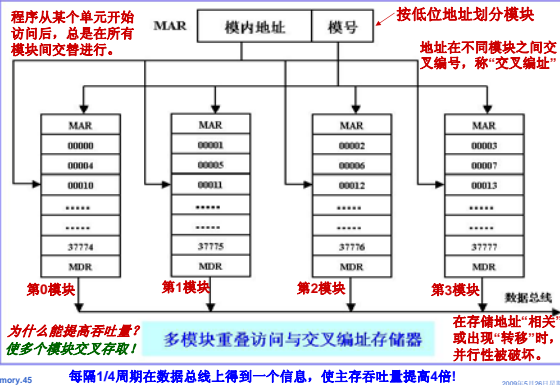 程序从某个单元开始
访问后，总是在所有
模块间交替进行。
MAR
模内地址
模号
按低位地址划分模块
地址在不同模块之间交
叉编号，称“交叉编址”
MAR
00000
00004
00010
-----
-----
37774
MDR
第0模块
MAR
00001
00005
00011
-----
-----
37775
MDR
第1模块
MAR
00002
00006
00012
-----
-----
37776
MDR
第2模块
MAR
00003
00007
00013
-----
-----
37777
MDR
第3模块
数据总线
为什么能提高吞吐量？
使多个模块交叉存取！
多模块重叠访问与交叉编址存储器
在存储地址“相关”
或出现“转移”时，
并行性被破坏。
每隔1/4周期在数据总线上得到一个信息，使主存吞吐量提高4倍!
mory.45